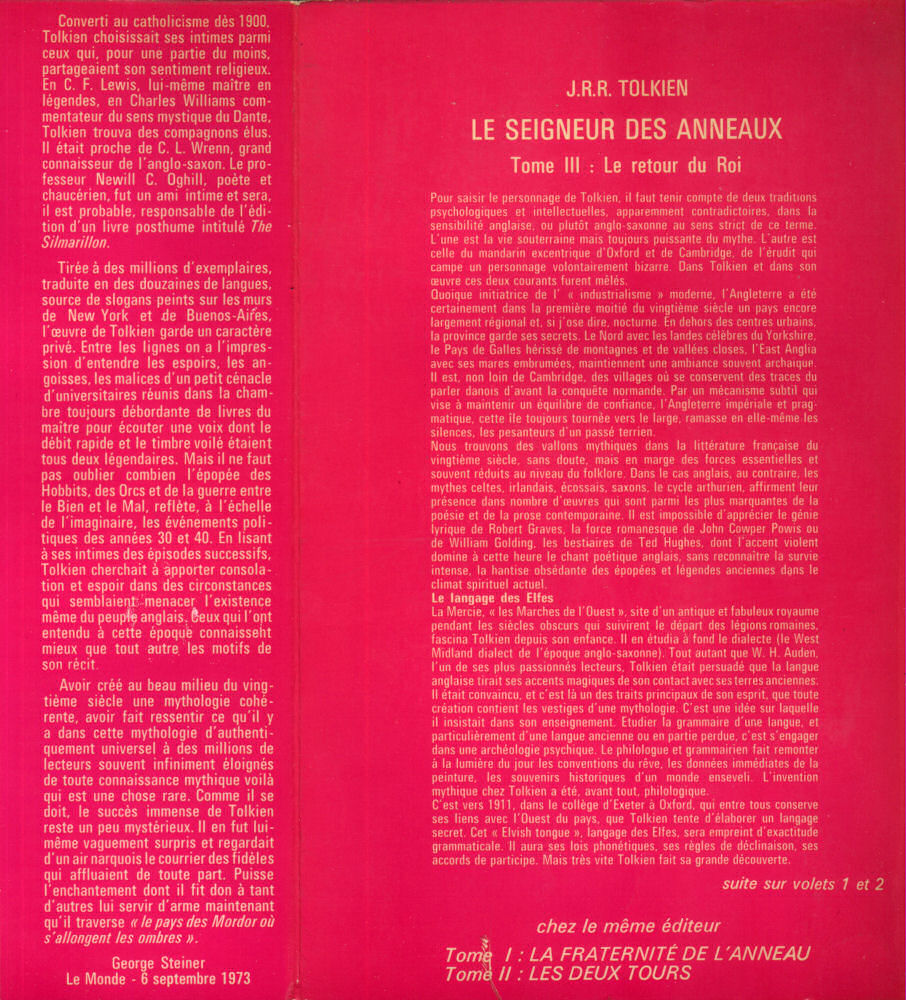 Converti au catholicisme dès 1900,
Tolkien choisissait ses intimes parmi
ceux qui, pour une partie du moins,
partageaient son sentiment religieux.
En C. F. Lewis, lui-même maître en
légendes, en Charles Williams com-
mentateur du sens mystique du Dante,
Tolkien trouva des compagnons élus.
Il était proche de C. L. Wrenn, grand
connaisseur de l'anglo-saxon. Le pro-
fesseur Newill C. Oghill, poète et
chaucérien, fut un ami intime et sera,
il est probable, responsable de l'édi-
tion d'un livre posthume intitulé The
Silmarillon.
Tirée à des millions d'exemplaires,
traduite en des douzaines de langues,
source de slogans peints sur les murs
de New York et de Buenos-Aires,
l'œuvre de Tolkien garde un caractère
privé. Entre les lignes on a l'impres-
sion d'entendre les espoirs, les an-
goisses, les malices d'un petit cénacle
d'universitaires réunis dans la cham-
bre toujours débordante de livres du
maître pour écouter une voix dont le
débit rapide et le timbre voilé étaient
tous deux légendaires. Mais il ne faut
pas oublier combien l'épopée des
Hobbits, des Orcs et de la guerre entre
le Bien et le Mal, reflète, à l'échelle
de l'imaginaire, les événements poli-
tiques des années 30 et 40. En lisant
à ses intimes des épisodes successifs,
Tolkien cherchait à apporter consola-
tion et espoir dans des circonstances
qui semblaient menacer l'existence
même du peuple anglais. Ceux qui l'ont
entendu à cette époque connaissent
mieux que tout autre les motifs de
son récit.
Avoir créé au beau milieu du ving-
tième siècle une mythologie cohé-
rente, avoir fait ressentir ce qu'il y
a dans cette mythologie d'authenti-
quement universel à des millions de
lecteurs souvent infiniment éloignés
de toute connaissance mythique voilà
qui est une chose rare. Comme il se
doit, le succès immense de Tolkien
reste un peu mystérieux. Il en fut lui-
même vaguement surpris et regardait
d'un air narquois le courrier des fidèles
qui affluaient de toute part. Puisse
l'enchantement dont il fit don à tant
d'autres lui servir d'arme maintenant
qu'il traverse « le pays des Mordor où
s'allongent les ombres ».
George Steiner
Le Monde - 6 septembre 1973
J.R.R. TOLKIEN
LE SEIGNEUR DES ANNEAUX
Tome III : Le retour du Roi
Pour saisir le personnage de Tolkien, il faut tenir compte de deux traditions
psychologiques et intellectuelles, apparemment contradictoires, dans la
sensibilité anglaise, ou plutôt anglo-saxonne au sens strict de ce terme.
L'une est la vie souterraine mais toujours puissante du mythe. L'autre est
celle du mandarin excentrique d'Oxford et de Cambridge, de l'érudit qui
campe un personnage volontairement bizarre. Dans Tolkien et dans son
œuvre ces deux courants furent mêlés.
Quoique initiatrice de l' « industrialisme » moderne, l'Angleterre a été
certainement dans la première moitié du vingtième siècle un pays encore
largement régional et, si j'ose dire, nocturne. En dehors des centres urbains,
la province garde ses secrets. Le Nord avec les landes célèbres du Yorkshire,
le Pays de Galles hérissé de montagnes et de vallées closes, l'East Anglia
avec ses mares embrumées, maintiennent une ambiance souvent archaïque.
Il est, non loin de Cambridge, des villages où se conservent des traces du
parler danois d'avant la conquête normande. Par un mécanisme subtil qui
vise à maintenir un équilibre de confiance, l'Angleterre impériale et prag-
matique, cette île toujours tournée vers le large, ramasse en elle-même les
silences, les pesanteurs d'un passé terrien.
Nous trouvons des vallons mythiques dans la littérature française du
vingtième siècle, sans doute, mais en marge des forces essentielles et
souvent réduits au niveau du folklore. Dans le cas anglais, au contraire, les
mythes celtes, irlandais, écossais, saxons, le cycle arthurien, affirment leur
présence dans nombre d'œuvres qui sont parmi les plus marquantes de la
poésie et de la prose contemporaine. Il est impossible d'apprécier le génie
lyrique de Robert Graves, la force romanesque de John Cowper Powis ou
de William Golding, les bestiaires de Ted Hughes, dont l'accent violent
domine à cette heure le chant poétique anglais, sans reconnaître la survie
intense, la hantise obsédante des épopées et légendes anciennes dans le
climat spirituel actuel.
Le langage des Elfes
La Mercie, « les Marches de l'Ouest », site d'un antique et fabuleux royaume
pendant les siècles obscurs qui suivirent le départ des légions romaines,
fascina Tolkien depuis son enfance. Il en étudia à fond le dialecte (le West
Midland dialect de l'époque anglo-saxonne). Tout autant que W. H. Auden,
l'un de ses plus passionnés lecteurs, Tolkien était persuadé que la langue
anglaise tirait ses accents magiques de son contact avec ses terres anciennes.
Il était convaincu, et c'est là un des traits principaux de son esprit, que toute
création contient les vestiges d'une mythologie. C'est une idée sur laquelle
il insistait dans son enseignement. Etudier la grammaire d'une langue, et
particulièrement d'une langue ancienne ou en partie perdue, c'est s'engager
dans une archéologie psychique. Le philologue et grammairien fait remonter
à la lumière du jour les conventions du rêve, les données immédiates de la
peinture, les souvenirs historiques d'un monde enseveli. L'invention
mythique chez Tolkien a été, avant tout, philologique.
C'est vers 1911, dans le collège d'Exeter à Oxford, qui entre tous conserve
ses liens avec l'Ouest du pays, que Tolkien tente d'élaborer un langage
secret. Cet « Elvish tongue », langage des Elfes, sera empreint d'exactitude
grammaticale. Il aura ses lois phonétiques, ses règles de déclinaison, ses
accords de participe. Mais très vite Tolkien fait sa grande découverte.
suite sur volets 1 et 2
chez le même éditeur
Tome I : LA FRATERNITÉ DE L'ANNEAU
Tome II : LES DEUX TOURS